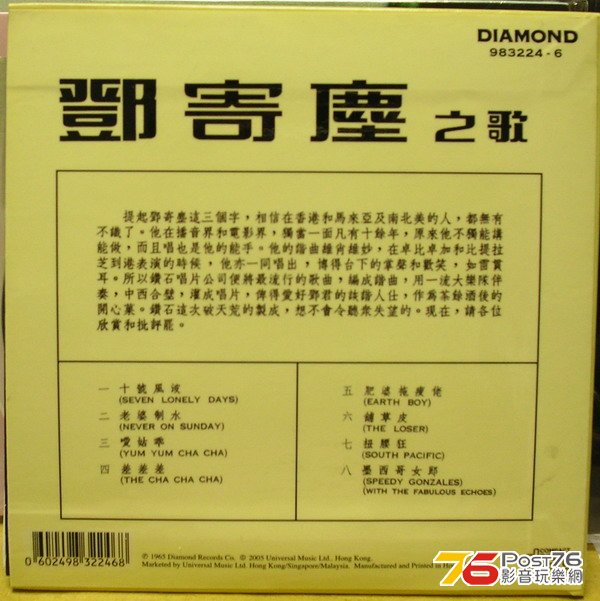 DIAMOND
983224-6
鄧寄塵之歌
提起鄧寄塵這三個字,相信在香港和馬來亞及南北美的人,都無有
不識了。他在播音界和電影界,獨當一面凡有十餘年,原來他不獨能講
能做,而且唱也是他的能手。他的諧曲雄肯雄妙,在卓比卓加和比提拉
芝到港表演的時候,他亦一同唱出,博得台下的掌聲和歡笑,如雷貫
耳。所以鑽石唱片公司便將最流行的歌曲,編成諧曲,用一流大樂隊伴
奏,中西合壁,灌成唱片,俾得愛好鄧君的詼諧人仕,作為茶餘酒後的
開心菓。鑽石這次破天荒的製成,想不會令聽衆失望的。現在,請各位
欣賞和批評罷。
一 十號風波
(SEVEN LONELY DAYS)
二 老婆制水
(NEVER ON SUNDAY)
三 噯姑乖
(YUM YUM CHA CHA)
四 差差差
(THE CHA CHA CHA)
五 肥婆拖瘦佬
(EARTH BOY)
六 鋪草皮
(THE LOSER)
七 扭腰狂
(SOUTH PACIFIC)
八 墨西哥女郎
(SPEEDY GONZALES)
(WITH THE FABULOUS ECHOES)
0 602498 322468
℗ 1965 Diamond Records Co. © 2005 Universal Music Ltd. Hong Kong.
Marketed by Universal Music Ltd. Hong Kong/Singapore/Malaysia. Manufactured and Printed in
76 Post76
影音玩樂網